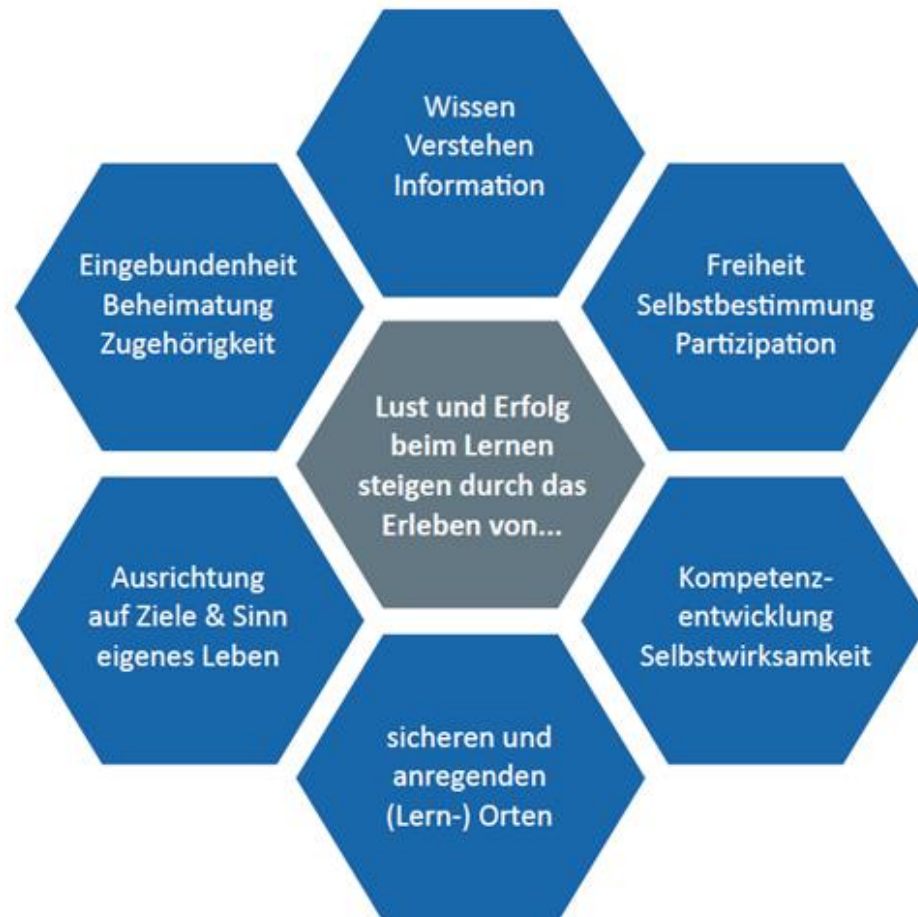 Wissen
Verstehen
Information
Eingebundenheit
Beheimatung
Zugehörigkeit
Freiheit
Selbstbestimmung
Partizipation
Lust und Erfolg
beim Lernen
steigen durch das
Erleben von...
Ausrichtung
auf Ziele & Sinn
eigenes Leben
Kompetenz-
entwicklung
Selbstwirksamkeit
sicheren und
anregenden
(Lern-) Orten